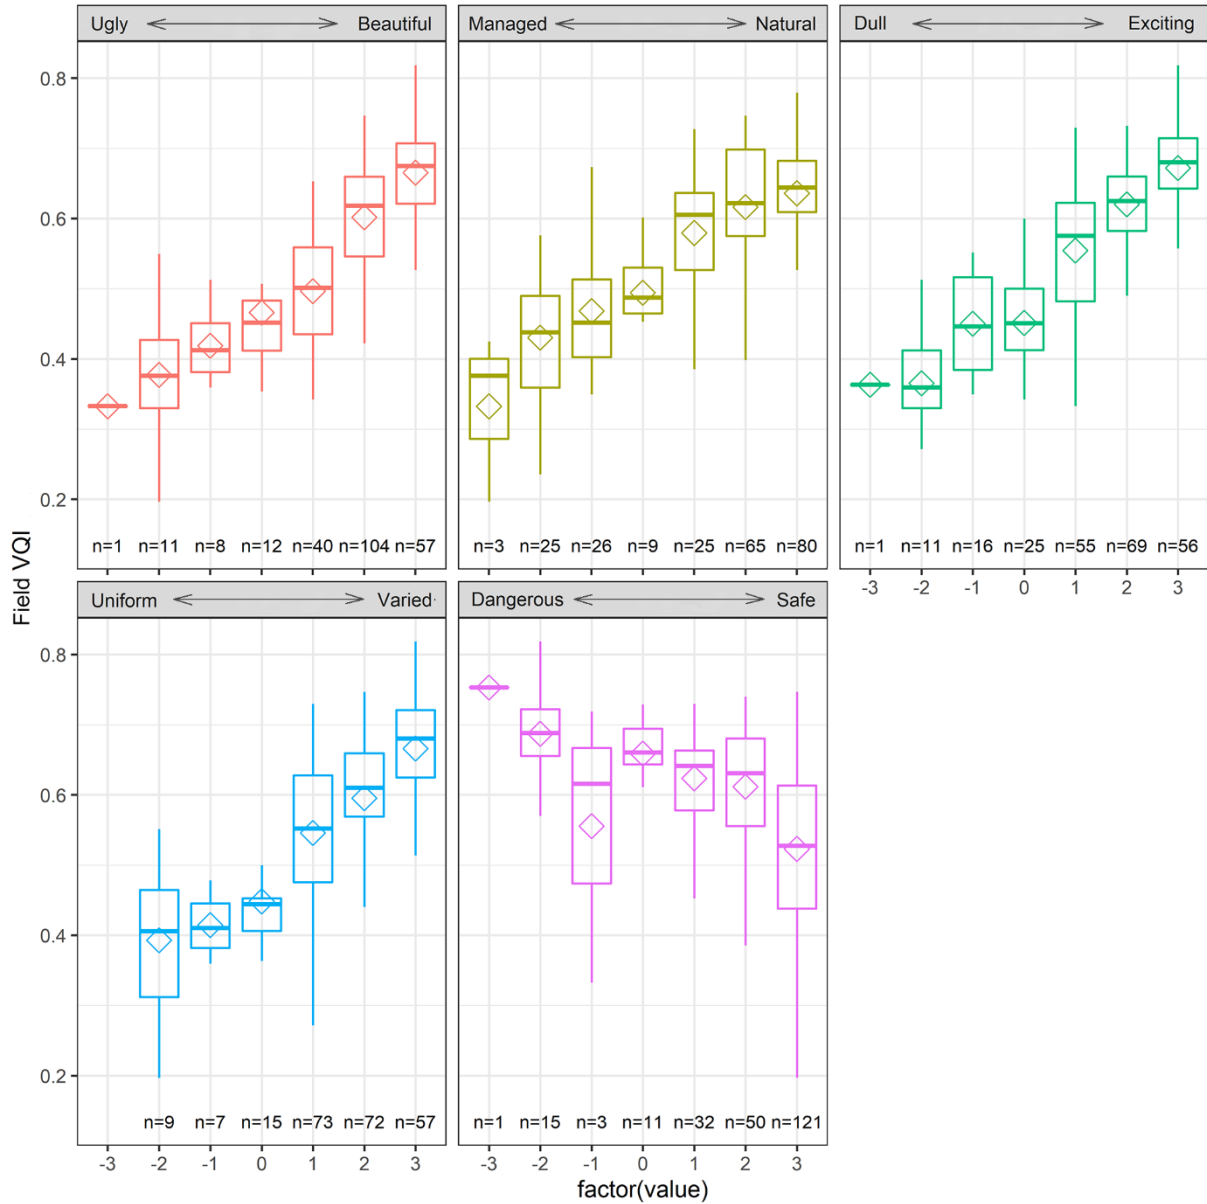 Ugly Beautiful
Managed Natural
Dull Exciting
0.8
0.6
0.4
0.2
n=1 n=11 n=8 n=12 n=40 n=104 n=57
n=3 n=25 n=26 n=9 n=25 n=65 n=80
n=1 n=11 n=16 n=25 n=55 n=69 n=56
-3 -2 -1 0 1 2 3
Field VQI
Uniform Varied
Dangerous Safe
0.8
0.6
0.4
0.2
n=9 n=7 n=15 n=73 n=72 n=57
n=1 n=15 n=3 n=11 n=32 n=50 n=121
-3 -2 -1 0 1 2 3
-3 -2 -1 0 1 2 3
factor(value)